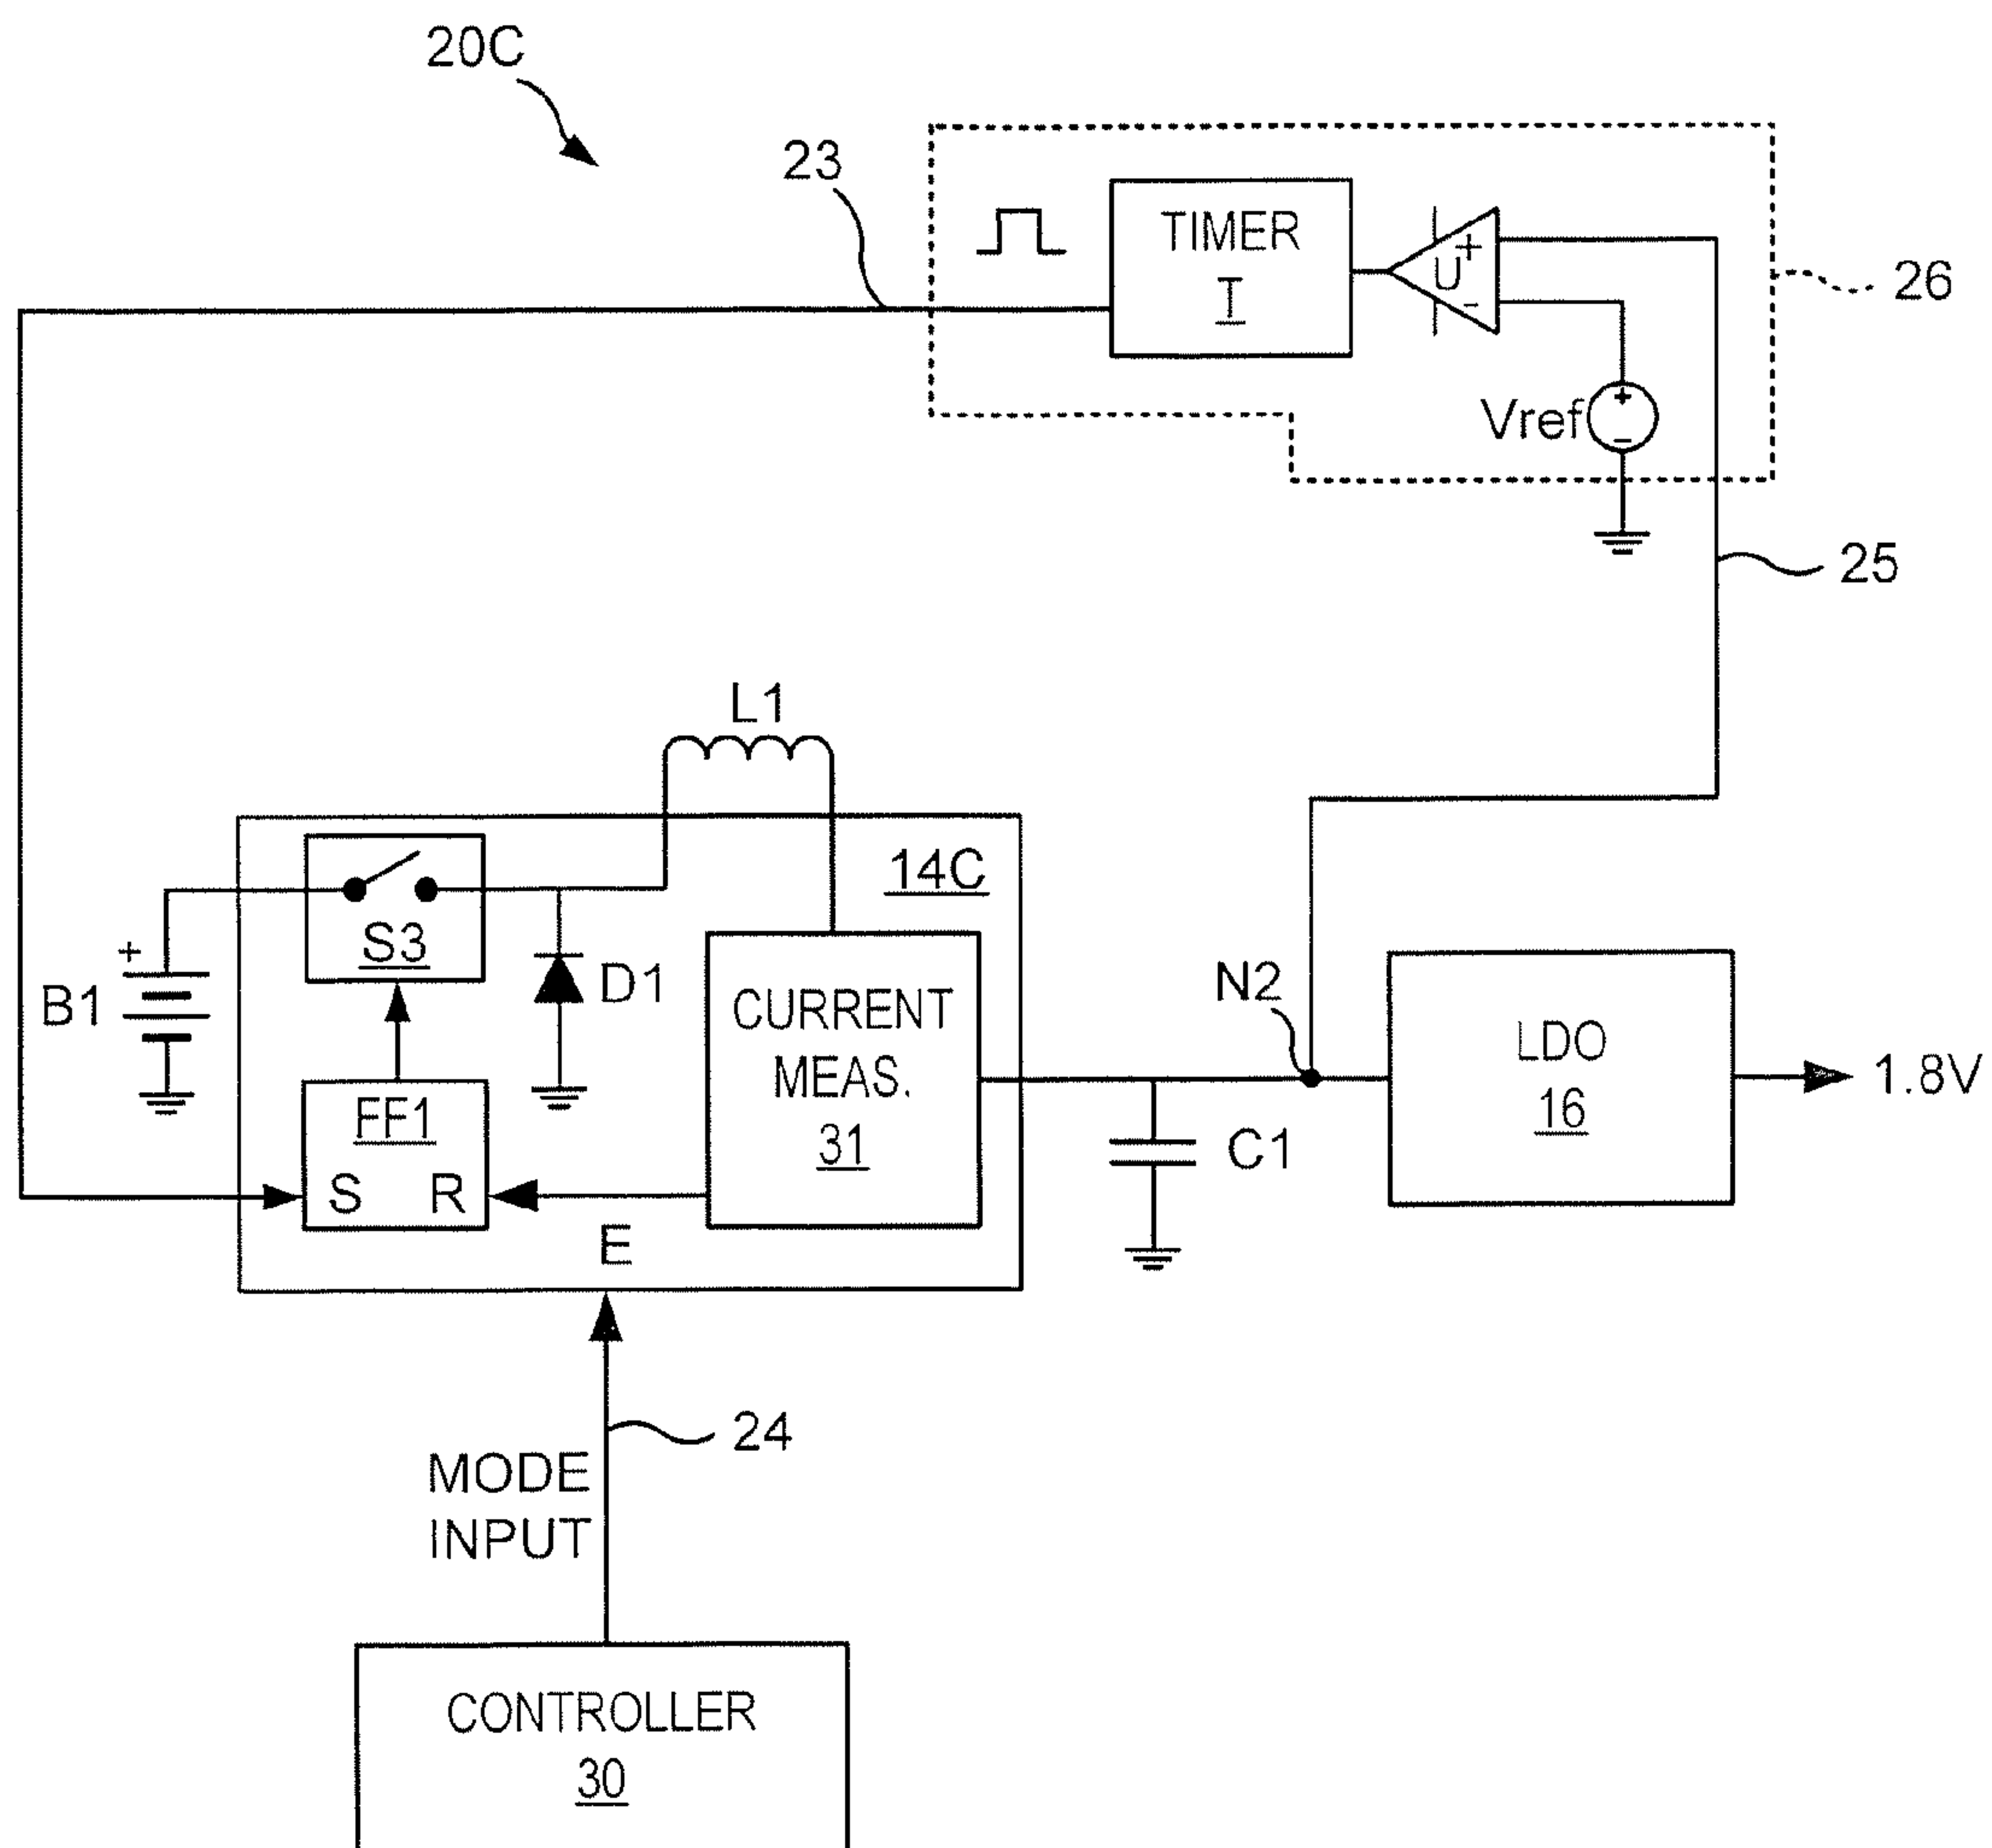 20C
23
TIMER
T
U
+
-
26
Vref
+
-
25
L1
14C
S3
+
B1
D1
CURRENT
MEAS.
31
N2
LDO
16
1.8V
FF1
S R
C1
E
24
MODE
INPUT
CONTROLLER
30